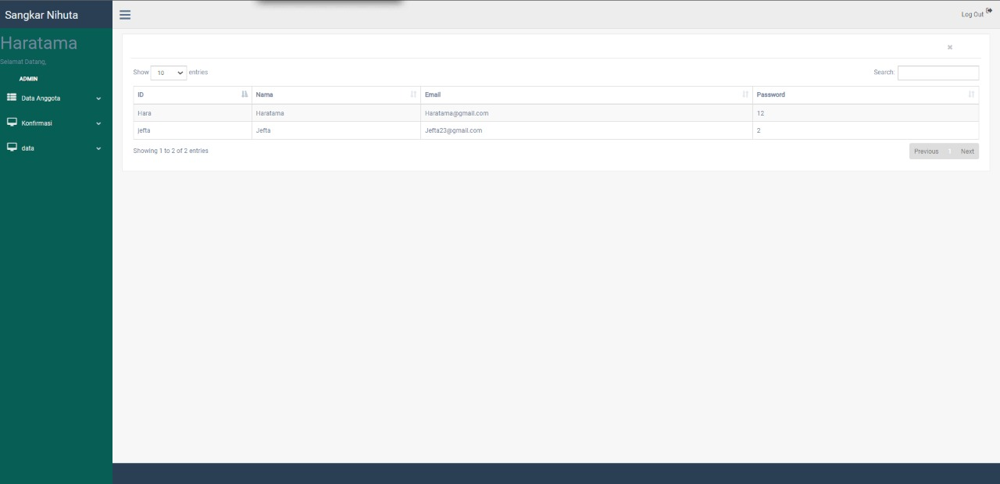 Sangkar Nihuta
Log Out
Haratama
Selamat Datang,
ADMIN
Data Anggota
Konfirmasi
data
Show 10 entries
Search:
ID Nama Email Password
Hara Haratama Haratama@gmail.com 12
jefta Jefta Jefta23@gmail.com 2
Showing 1 to 2 of 2 entries
Previous 1 Next